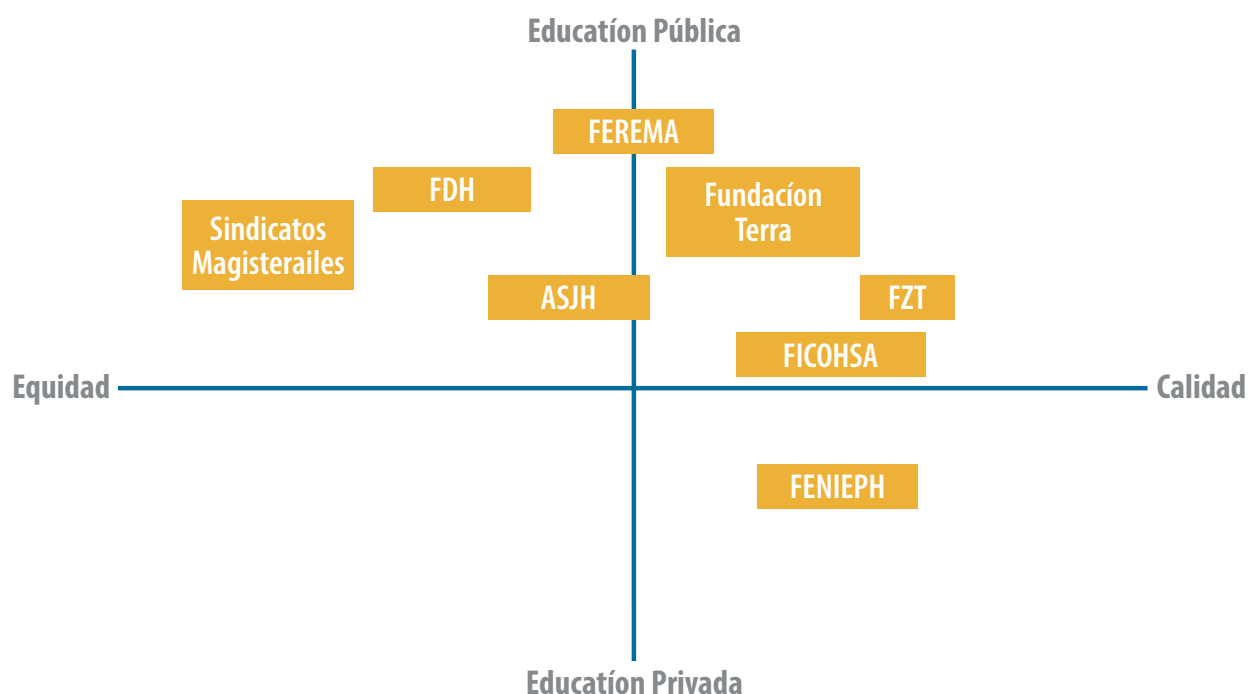 Educatíon Pública
FEREMA
FDH
Fundacíon
Terra
Sindicatos
Magisterailes
ASJH
FZT
FICOHSA
Equidad
Calidad
FENIEPH
Educatíon Privada